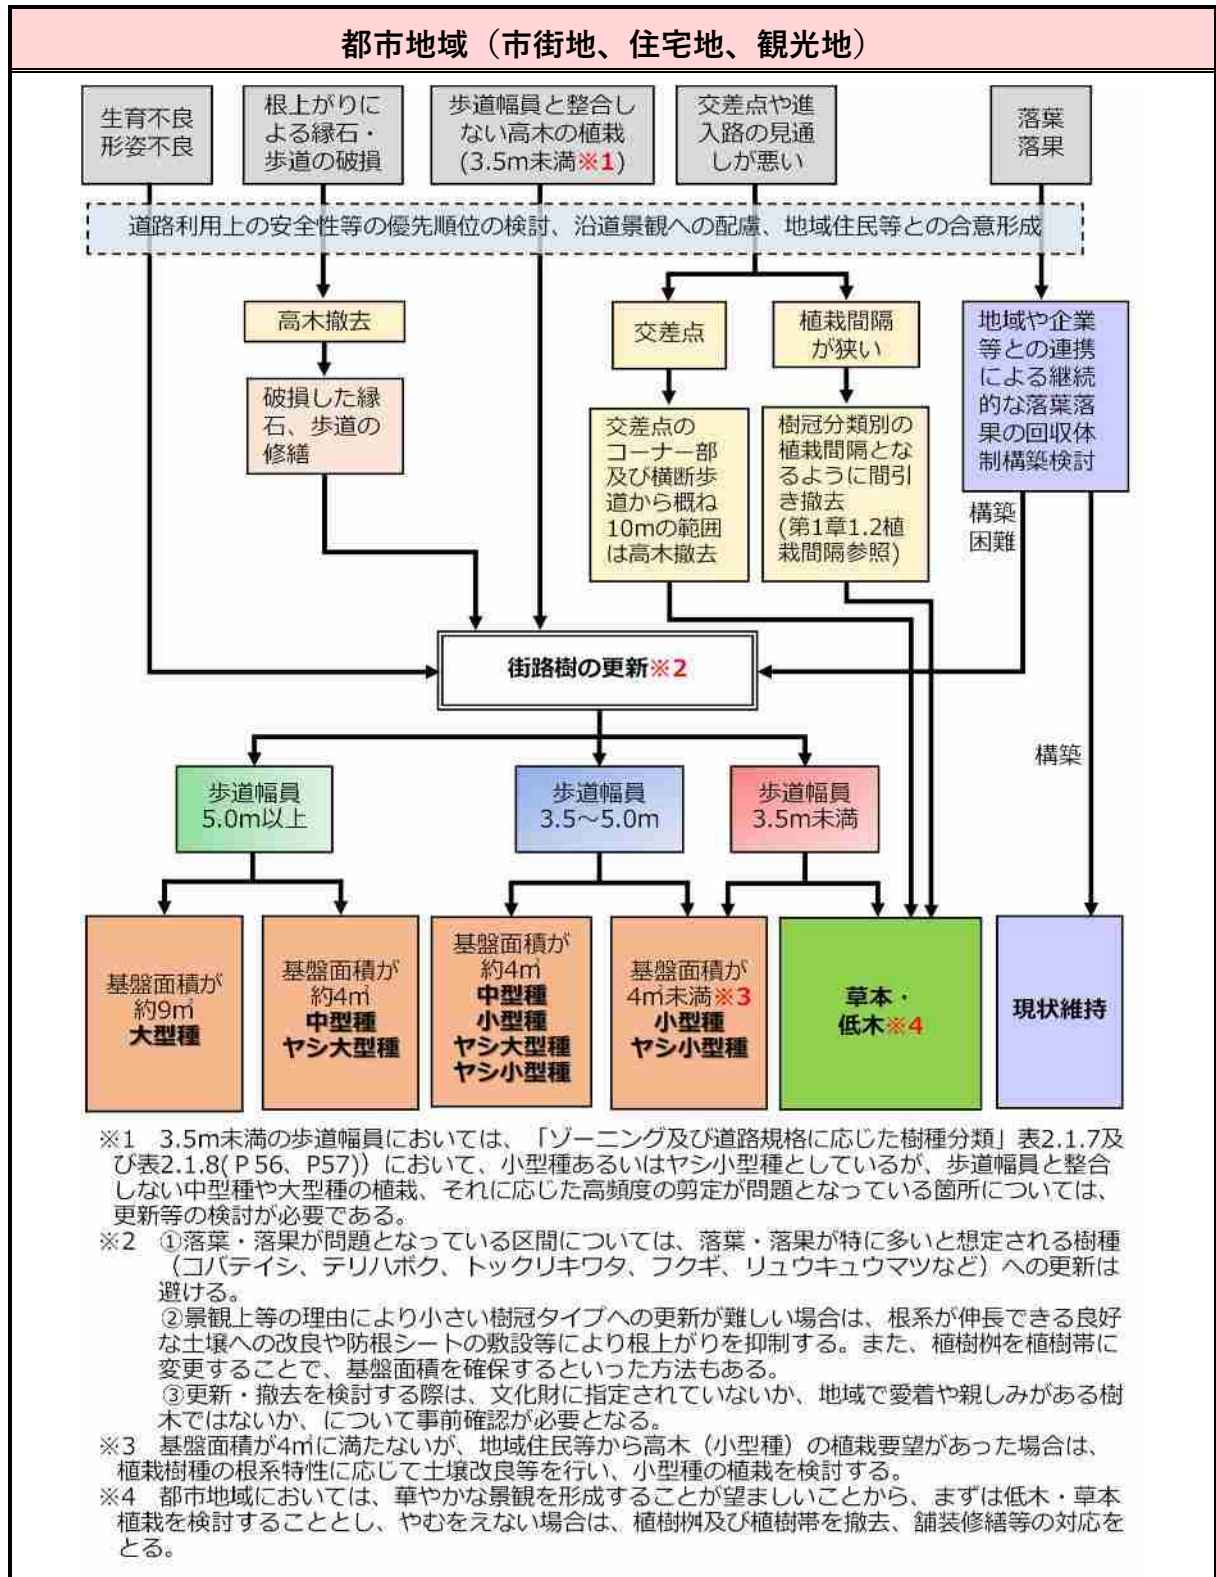 都市地域（市街地、住宅地、観光地）
生育不良
形姿不良
根上がりに
よる縁石・
歩道の破損
歩道幅員と整合し
ない高木の植栽
(3.5m未満※1)
交差点や進
入路の見通
しが悪い
落葉
落果
道路利用上の安全性等の優先順位の検討、沿道景観への配慮、地域住民等との合意形成
高木撤去
破損した縁
石、歩道の
修繕
交差点
交差点の
コーナー部
及び横断歩
道から概ね
10mの範囲
は高木撤去
植栽間隔
が狭い
樹冠分類別の
植栽間隔とな
るように間引
き撤去
(第1章1.2植
栽間隔参照)
地域や企業
等との連携
による継続
的な落葉落
果の回収体
制構築検討
構築
困難
構築
街路樹の更新※2
歩道幅員
5.0m以上
歩道幅員
3.5～5.0m
歩道幅員
3.5m未満
基盤面積が
約9㎡
大型種
基盤面積が
約4㎡
中型種
ヤシ大型種
基盤面積が
約4㎡
中型種
小型種
ヤシ大型種
ヤシ小型種
基盤面積が
4㎡未満※3
小型種
ヤシ小型種
草本・
低木※4
現状維持
※1　3.5m未満の歩道幅員においては、「ゾーニング及び道路規格に応じた樹種分類」表2.1.7及
び表2.1.8(Ｐ56、P57)）において、小型種あるいはヤシ小型種としているが、歩道幅員と整合
しない中型種や大型種の植栽、それに応じた高頻度の剪定が問題となっている箇所については、
更新等の検討が必要である。
※2　①落葉・落果が問題となっている区間については、落葉・落果が特に多いと想定される樹種
（コバテイシ、テリハボク、トックリキワタ、フクギ、リュウキュウマツなど）への更新は
避ける。
②景観上等の理由により小さい樹冠タイプへの更新が難しい場合は、根系が伸長できる良好
な土壌への改良や防根シートの敷設等により根上がりを抑制する。また、植樹桝を植樹帯に
変更することで、基盤面積を確保するといった方法もある。
③更新・撤去を検討する際は、文化財に指定されていないか、地域で愛着や親しみがある樹
木ではないか、について事前確認が必要となる。
※3　基盤面積が4㎡に満たないが、地域住民等から高木（小型種）の植栽要望があった場合は、
植栽樹種の根系特性に応じて土壌改良等を行い、小型種の植栽を検討する。
※4　都市地域においては、華やかな景観を形成することが望ましいことから、まずは低木・草本
植栽を検討することとし、やむをえない場合は、植樹桝及び植樹帯を撤去、舗装修繕等の対応を
とる。